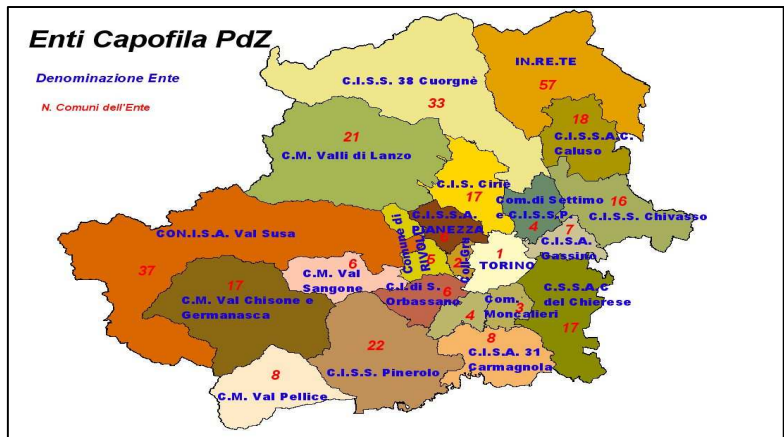 Enti Capofila PdZ
Denominazione Ente
N. Comuni dell'Ente
IN.RE.TE
57
C.I.S.S. 38 Cuorgnè
33
18
C.I.S.S.A.C.
Caluso
21
C.M. Valli di Lanzo
C.I.S. Ciriè
17
16
C.I.S.S. Chivasso
Com.di Settimo
e C.I.S.S.P.
4
C.I.S.S.A.
PIANEZZA
Comune di
RIVOLI
5
7
C.I.S.A.
Gassino
CON.I.S.A. Val Susa
37
Coll-Gru
2
1
TORINO
6
C.M. Val
Sangone
6
C.I.di S.
Orbassano
C.S.S.A.C
del Chierese
17
17
C.M. Val Chisone e
Germanasca
Com.
Moncalieri
3
4
22
C.I.S.S. Pinerolo
8
C.I.S.A. 31
Carmagnola
8
C.M. Val Pellice